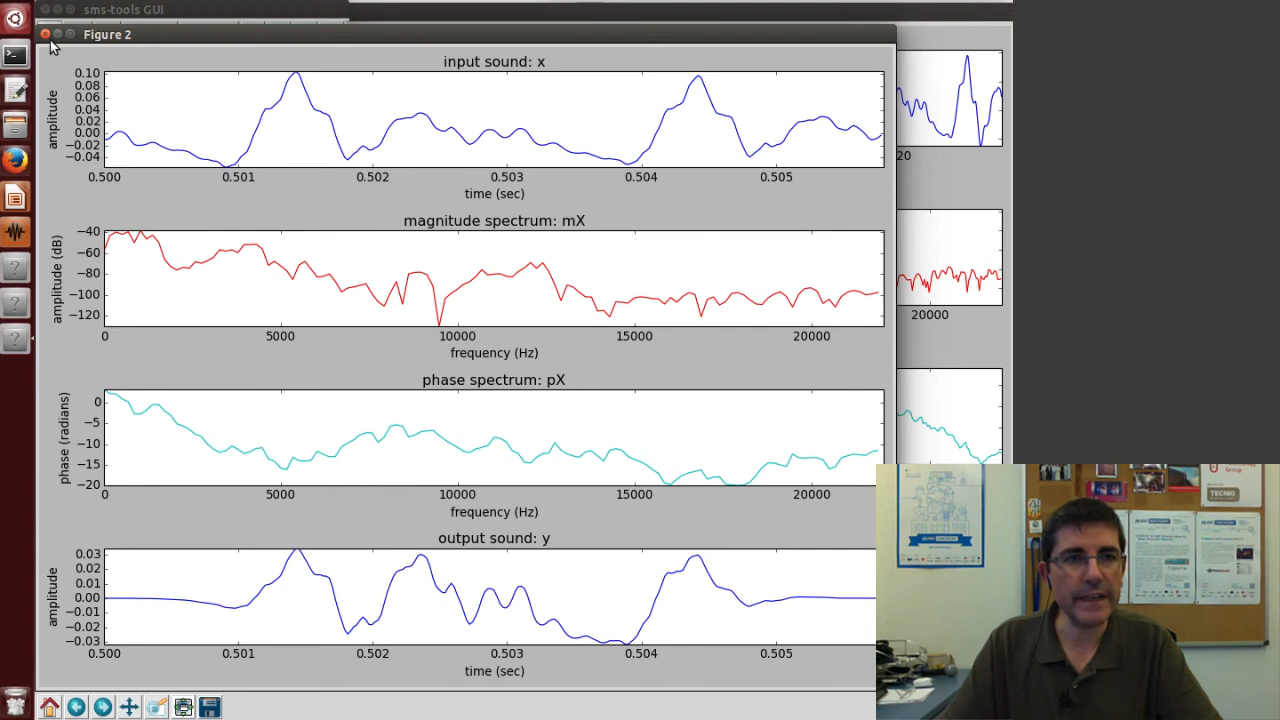 sms-tools GUI
Figure 2
input sound: x
amplitude
0.10
0.08
0.06
0.04
0.02
0.00
−0.02
−0.04
0.500 0.501 0.502 0.503 0.504 0.505
time (sec)
20
magnitude spectrum: mX
amplitude (dB)
−40
−60
−80
−100
−120
0 5000 10000 15000 20000
frequency (Hz)
20000
phase spectrum: pX
phase (radians)
0
−5
−10
−15
−20
0 5000 10000 15000 20000
frequency (Hz)
output sound: y
amplitude
0.03
0.02
0.01
0.00
−0.01
−0.02
−0.03
0.500 0.501 0.502 0.503 0.504 0.505
time (sec)
Group
TECNIO